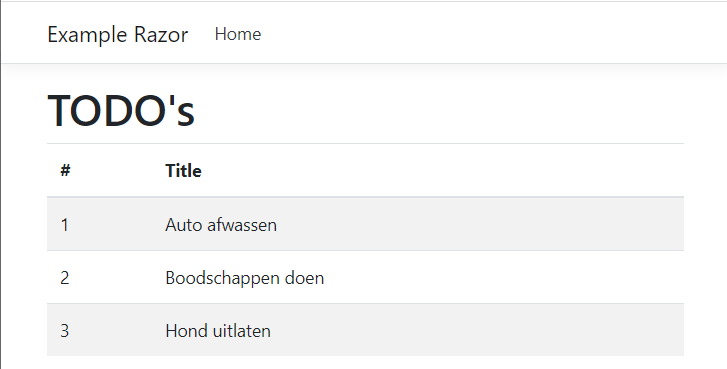 Example Razor Home
TODO's
# Title
1 Auto afwassen
2 Boodschappen doen
3 Hond uitlaten